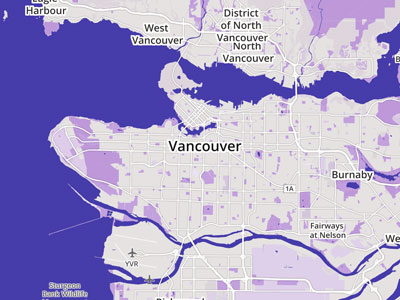 Harbour
West
Vancouver
District
of North
Vancouver
North
Vancouver
Vancouver
Burnaby
1A
Fairways
at Nelson
YVR
Sturgeon
Bank Wildlife